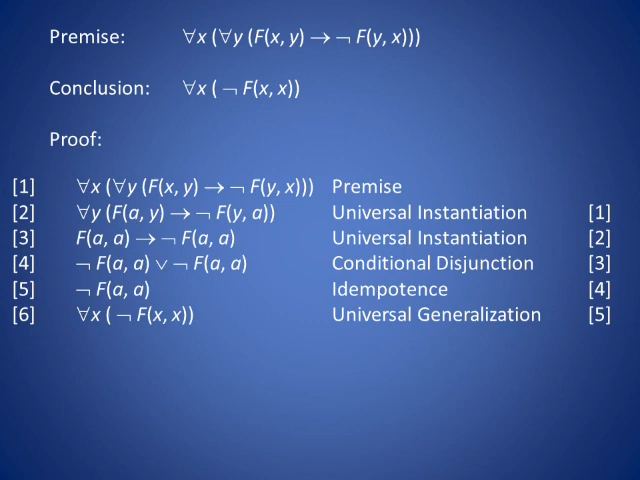 Premise: ∀x (∀y (F(x, y) → ¬ F(y, x)))
Conclusion: ∀x ( ¬ F(x, x))
Proof:
[1] ∀x (∀y (F(x, y) → ¬ F(y, x))) Premise
[2] ∀y (F(a, y) → ¬ F(y, a)) Universal Instantiation [1]
[3] F(a, a) → ¬ F(a, a) Universal Instantiation [2]
[4] ¬ F(a, a) ∨ ¬ F(a, a) Conditional Disjunction [3]
[5] ¬ F(a, a) Idempotence [4]
[6] ∀x ( ¬ F(x, x)) Universal Generalization [5]